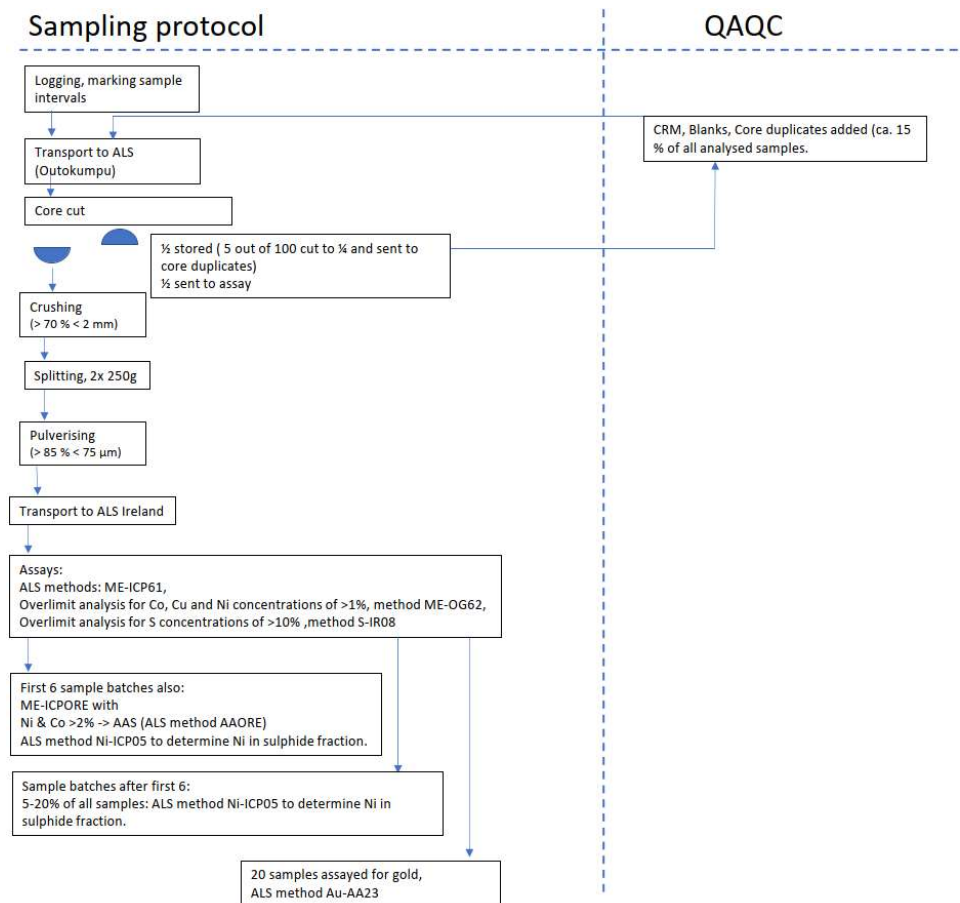 Sampling protocol
QAQC
Logging, marking sample
intervals
CRM, Blanks, Core duplicates added (ca. 15
% of all analysed samples.
Transport to ALS
(Outokumpu)
Core cut
½ stored ( 5 out of 100 cut to ¼ and sent to
core duplicates)
½ sent to assay
Crushing
(> 70 % < 2 mm)
Splitting, 2x 250g
Pulverising
(> 85 % < 75 µm)
Transport to ALS Ireland
Assays:
ALS methods: ME-ICP61,
Overlimit analysis for Co, Cu and Ni concentrations of >1%, method ME-OG62,
Overlimit analysis for S concentrations of >10% ,method S-IR08
First 6 sample batches also:
ME-ICPORE with
Ni & Co >2% -> AAS (ALS method AAORE)
ALS method Ni-ICP05 to determine Ni in sulphide fraction.
Sample batches after first 6:
5-20% of all samples: ALS method Ni-ICP05 to determine Ni in
sulphide fraction.
20 samples assayed for gold,
ALS method Au-AA23